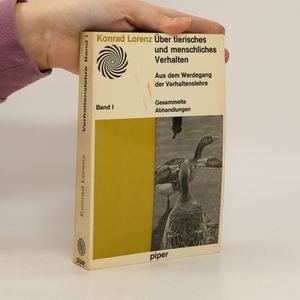 Konrad Lorenz
Über tierisches
und menschliches
Verhalten
Aus dem Werdegang
der Verhaltenslehre
Gesammelte
Abhandlungen
Band I
piper
Konrad Lorenz
Verhaltenslehre Band I
piper